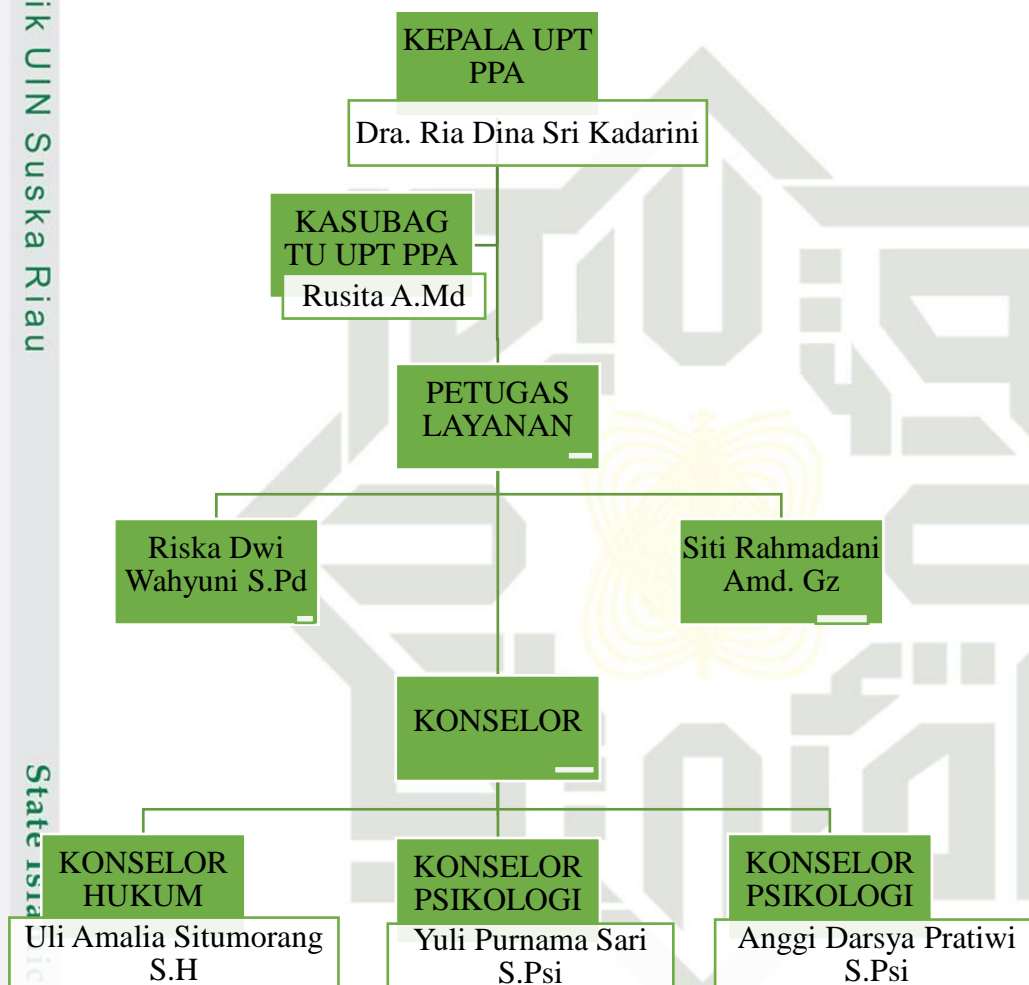 KEPALA UPT
PPA
Dra. Ria Dina Sri Kadarini
KASUBAG
TU UPT PPA
Rusita A.Md
PETUGAS
LAYANAN
Riska Dwi
Wahyuni S.Pd
Siti Rahmadani
Amd. Gz
KONSELOR
KONSELOR
HUKUM
Uli Amalia Situmorang
S.H
KONSELOR
PSIKOLOGI
Yuli Purnama Sari
S.Psi
KONSELOR
PSIKOLOGI
Anggi Darsya Pratiwi
S.Psi
UIN Suska Riau
State